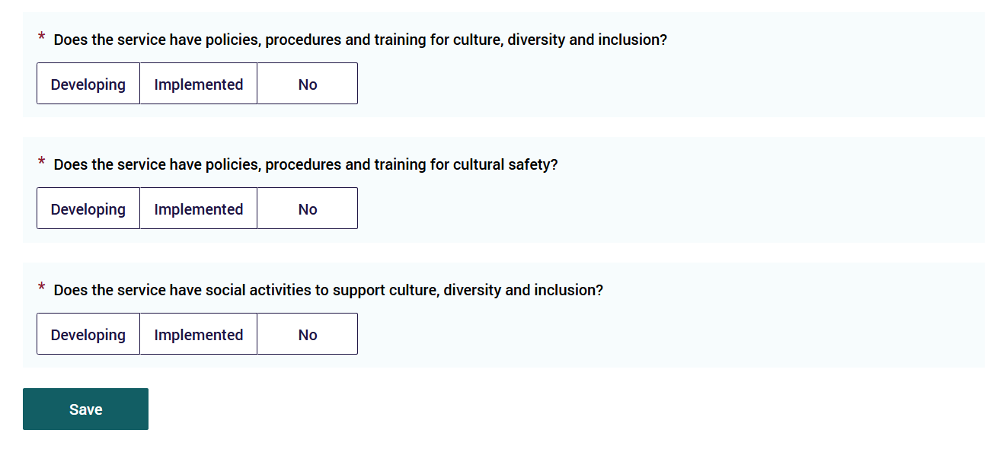 * Does the service have policies, procedures and training for culture, diversity and inclusion?
Developing Implemented No
* Does the service have policies, procedures and training for cultural safety?
Developing Implemented No
* Does the service have social activities to support culture, diversity and inclusion?
Developing Implemented No
Save